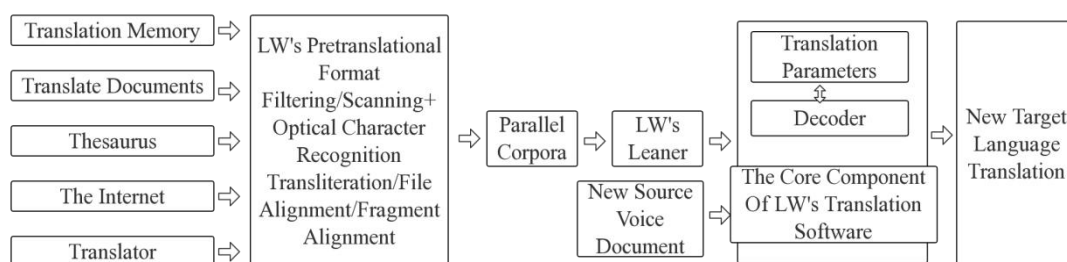 Translation Memory
Translate Documents
Thesaurus
The Internet
Translator
LW's Pretranslational
Format
Filtering/Scanning+
Optical Character
Recognition
Transliteration/File
Alignment/Fragment
Alignment
Parallel
Corpora
LW's
Leaner
New Source
Voice
Document
Translation
Parameters
Decoder
The Core Component
Of LW's Translation
Software
New Target
Language
Translation